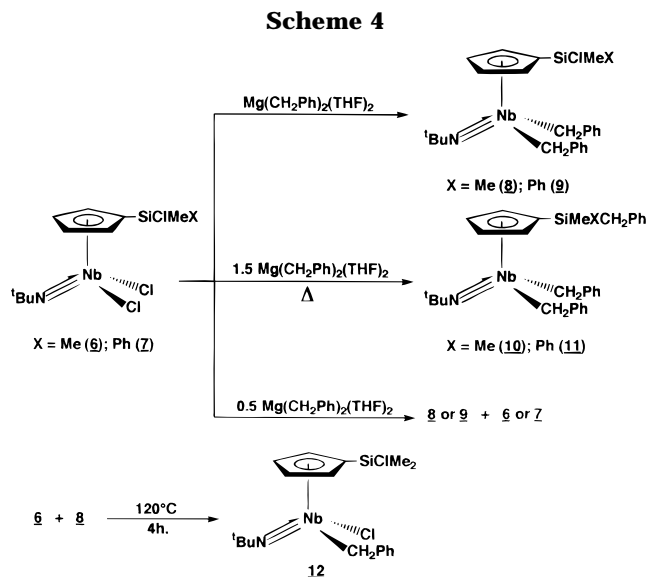 Scheme 4
SiClMeX
Mg(CH₂Ph)₂(THF)₂
Nb
ᵗBuN
CH₂Ph
CH₂Ph
X = Me (8); Ph (9)
SiClMeX
SiMeXCH₂Ph
Nb
Cl
ᵗBuN
Cl
1.5 Mg(CH₂Ph)₂(THF)₂
Δ
Nb
ᵗBuN
CH₂Ph
CH₂Ph
X = Me (6); Ph (7)
X = Me (10); Ph (11)
0.5 Mg(CH₂Ph)₂(THF)₂
8 or 9 + 6 or 7
SiClMe₂
6 + 8
120°C
4h.
Nb
ᵗBuN
Cl
CH₂Ph
12